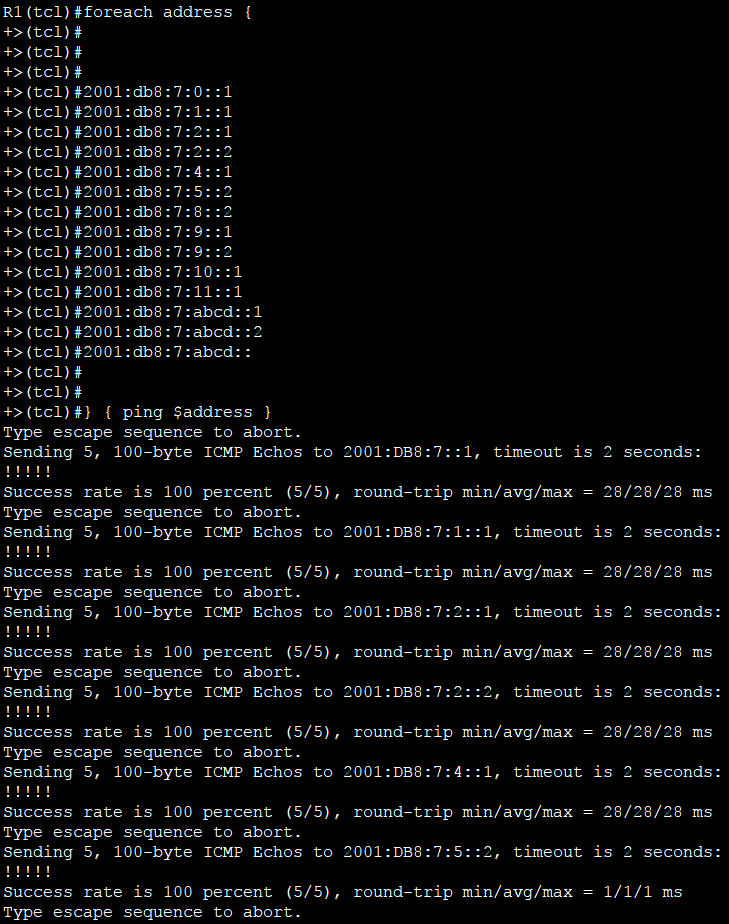 R1(tcl)#foreach address {
+>(tcl)#
+>(tcl)#
+>(tcl)#
+>(tcl)#2001:db8:7:0::1
+>(tcl)#2001:db8:7:1::1
+>(tcl)#2001:db8:7:2::1
+>(tcl)#2001:db8:7:2::2
+>(tcl)#2001:db8:7:4::1
+>(tcl)#2001:db8:7:5::2
+>(tcl)#2001:db8:7:8::2
+>(tcl)#2001:db8:7:9::1
+>(tcl)#2001:db8:7:9::2
+>(tcl)#2001:db8:7:10::1
+>(tcl)#2001:db8:7:11::1
+>(tcl)#2001:db8:7:abcd::1
+>(tcl)#2001:db8:7:abcd::2
+>(tcl)#2001:db8:7:abcd::
+>(tcl)#
+>(tcl)#
+>(tcl)#} { ping $address }
Type escape sequence to abort.
Sending 5, 100-byte ICMP Echos to 2001:DB8:7::1, timeout is 2 seconds:
!!!!!
Success rate is 100 percent (5/5), round-trip min/avg/max = 28/28/28 ms
Type escape sequence to abort.
Sending 5, 100-byte ICMP Echos to 2001:DB8:7:1::1, timeout is 2 seconds:
!!!!!
Success rate is 100 percent (5/5), round-trip min/avg/max = 28/28/28 ms
Type escape sequence to abort.
Sending 5, 100-byte ICMP Echos to 2001:DB8:7:2::1, timeout is 2 seconds:
!!!!!
Success rate is 100 percent (5/5), round-trip min/avg/max = 28/28/28 ms
Type escape sequence to abort.
Sending 5, 100-byte ICMP Echos to 2001:DB8:7:2::2, timeout is 2 seconds:
!!!!!
Success rate is 100 percent (5/5), round-trip min/avg/max = 28/28/28 ms
Type escape sequence to abort.
Sending 5, 100-byte ICMP Echos to 2001:DB8:7:4::1, timeout is 2 seconds:
!!!!!
Success rate is 100 percent (5/5), round-trip min/avg/max = 28/28/28 ms
Type escape sequence to abort.
Sending 5, 100-byte ICMP Echos to 2001:DB8:7:5::2, timeout is 2 seconds:
!!!!!
Success rate is 100 percent (5/5), round-trip min/avg/max = 1/1/1 ms
Type escape sequence to abort.